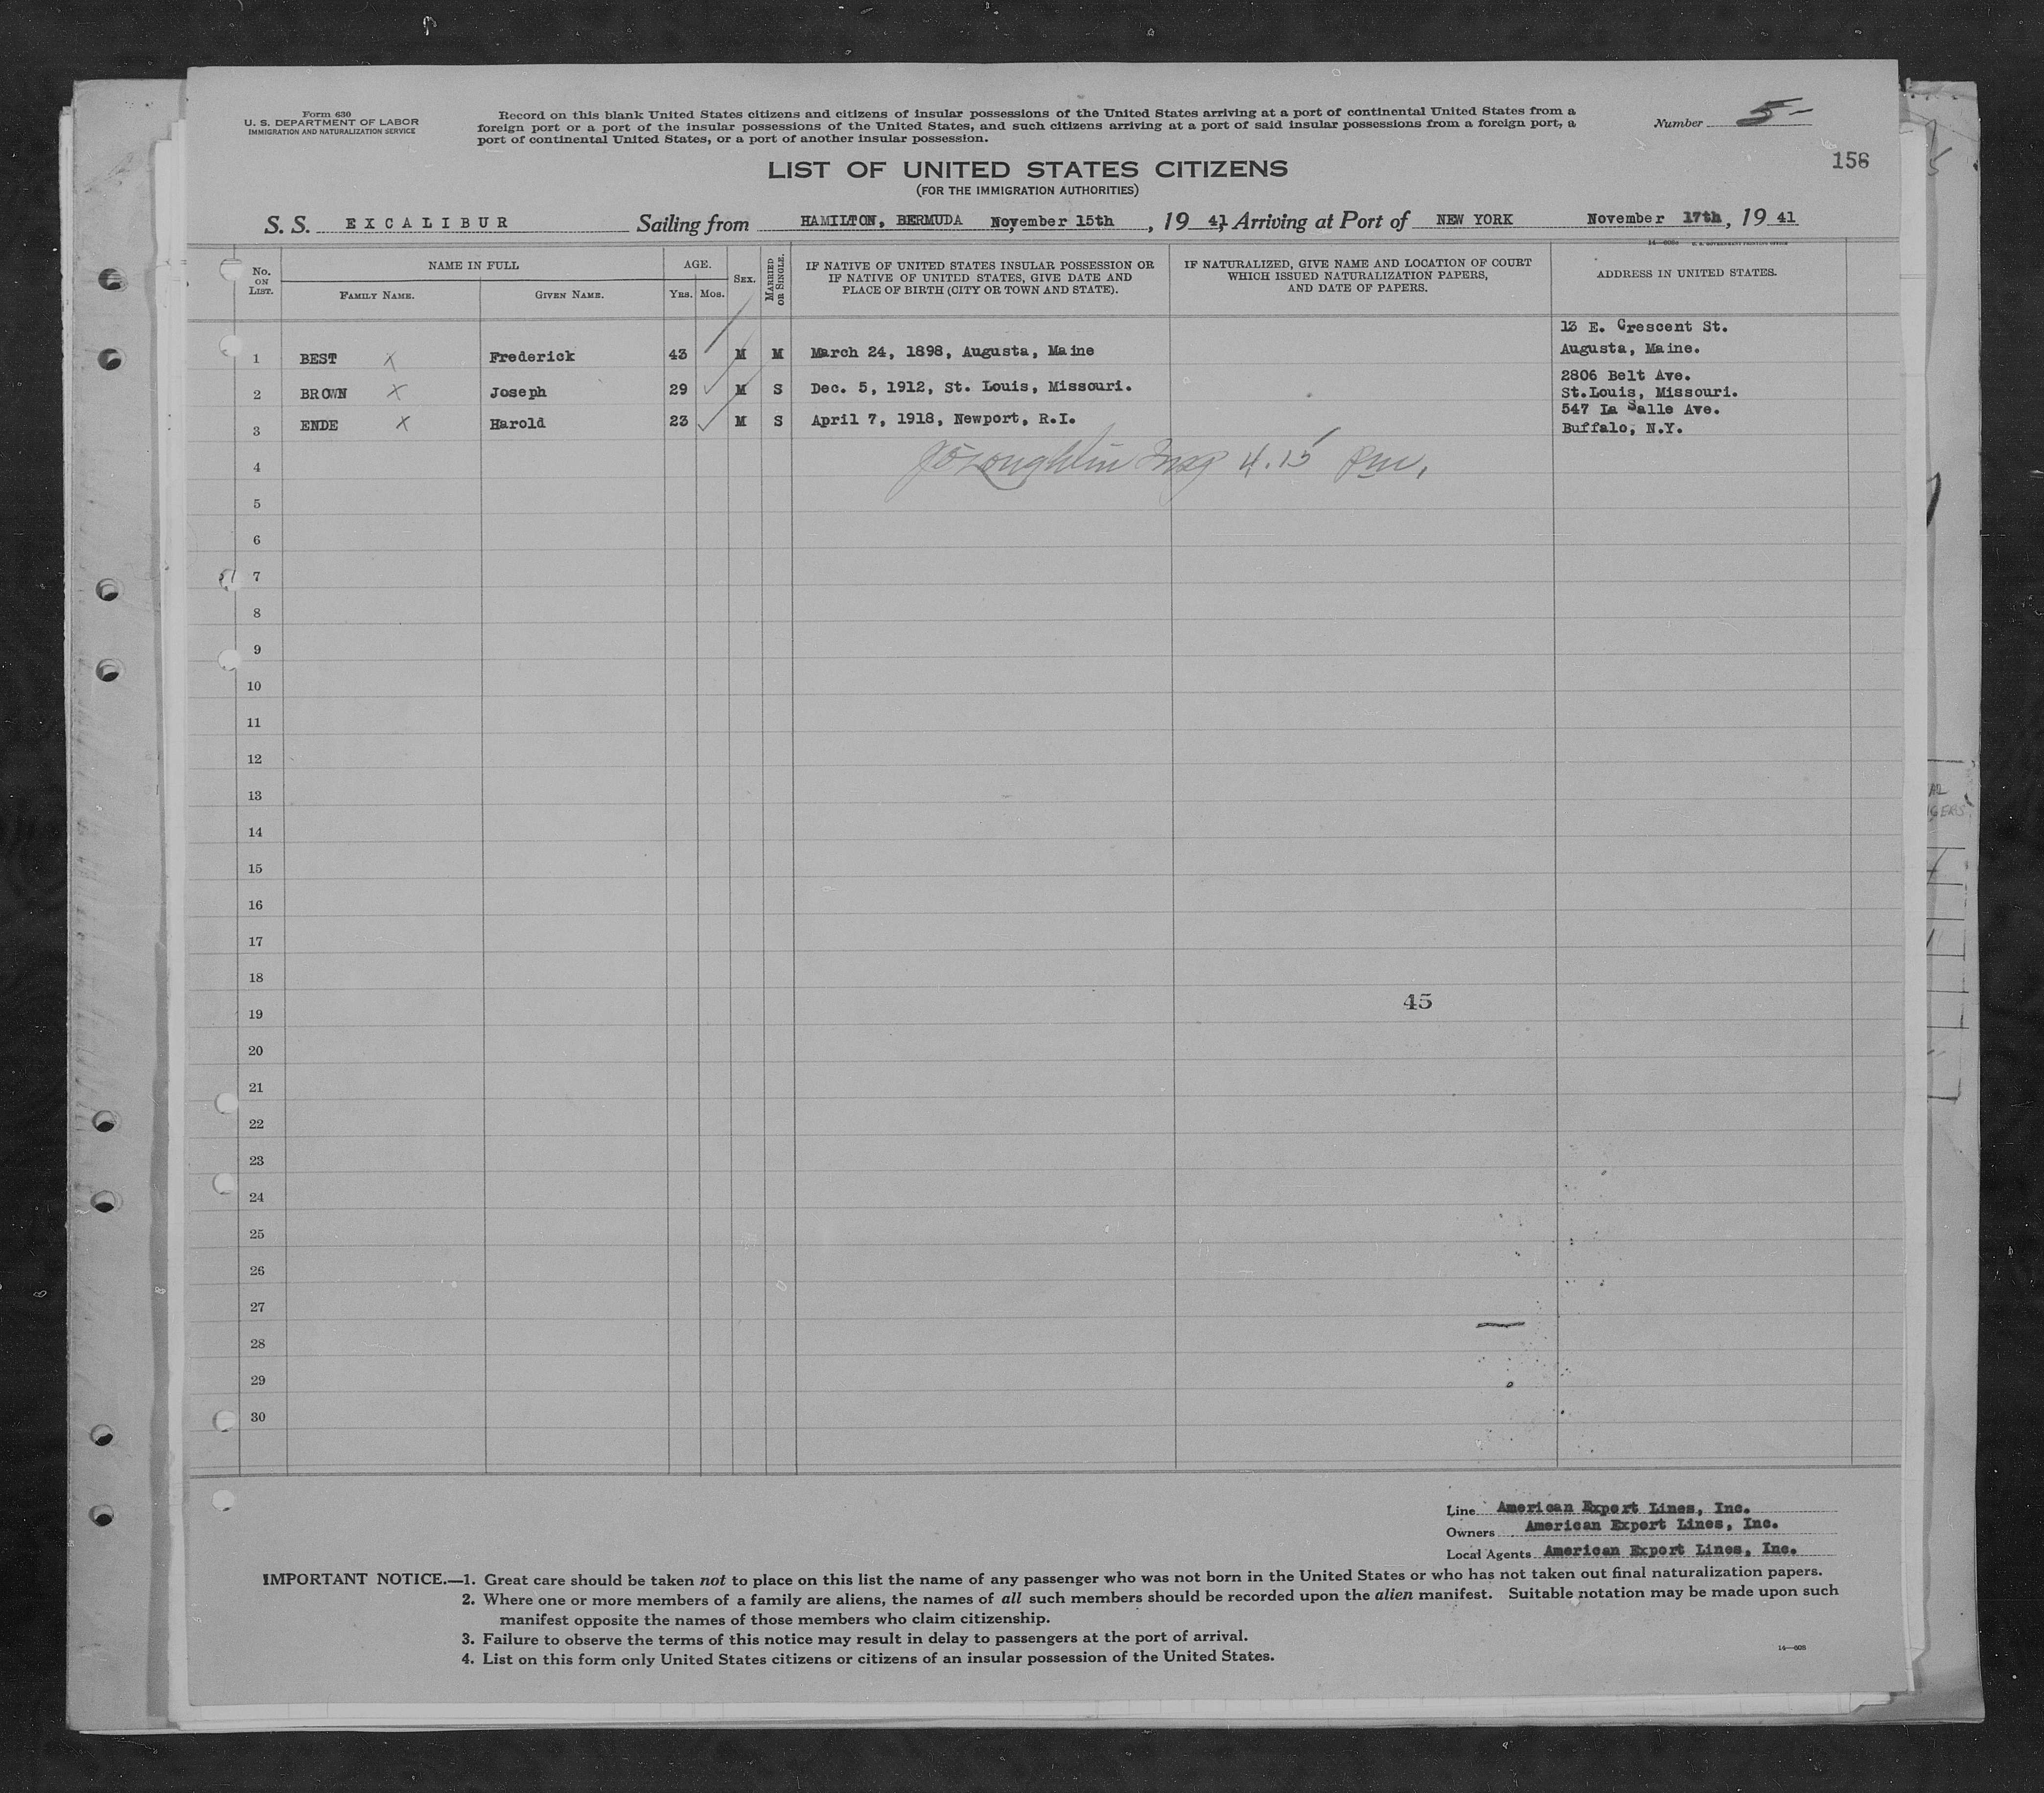 Form 630
U. S. DEPARTMENT OF LABOR
IMMIGRATION AND NATURALIZATION SERVICE
Record on this blank United States citizens and citizens of insular possessions of the United States arriving at a port of continental United States from a
foreign port or a port of the insular possessions of the United States, and such citizens arriving at a port of said insular possessions from a foreign port, a
port of continental United States, or a port of another insular possession.
Number 5
156
LIST OF UNITED STATES CITIZENS
(FOR THE IMMIGRATION AUTHORITIES)
S. S. EXCALIBUR Sailing from HAMILTON, BERMUDA November 15th, 19 41, Arriving at Port of NEW YORK November 17th, 19 41
No. ON LIST.
NAME IN FULL
FAMILY NAME. GIVEN NAME.
AGE.
YRS. MOS.
SEX.
MARRIED OR SINGLE.
IF NATIVE OF UNITED STATES INSULAR POSSESSION OR
IF NATIVE OF UNITED STATES, GIVE DATE AND
PLACE OF BIRTH (CITY OR TOWN AND STATE).
IF NATURALIZED, GIVE NAME AND LOCATION OF COURT
WHICH ISSUED NATURALIZATION PAPERS,
AND DATE OF PAPERS.
ADDRESS IN UNITED STATES.
13 E. Crescent St.
1 BEST X Frederick 43 M M March 24, 1898, Augusta, Maine Augusta, Maine.
2806 Belt Ave.
2 BROWN X Joseph 29 M S Dec. 5, 1912, St. Louis, Missouri. St.Louis, Missouri.
547 La Salle Ave.
3 ENDE X Harold 23 M S April 7, 1918, Newport, R.I. Buffalo, N.Y.
4 Insp 4.15 Pm.
5
6
7
8
9
10
11
12
13
14
15
16
17
18
45
19
20
21
22
23
24
25
26
27
28
29
30
Line American Export Lines, Inc.
Owners American Export Lines, Inc.
Local Agents American Export Lines, Inc.
IMPORTANT NOTICE.—1. Great care should be taken not to place on this list the name of any passenger who was not born in the United States or who has not taken out final naturalization papers.
2. Where one or more members of a family are aliens, the names of all such members should be recorded upon the alien manifest. Suitable notation may be made upon such
manifest opposite the names of those members who claim citizenship.
3. Failure to observe the terms of this notice may result in delay to passengers at the port of arrival.
4. List on this form only United States citizens or citizens of an insular possession of the United States.
14—608